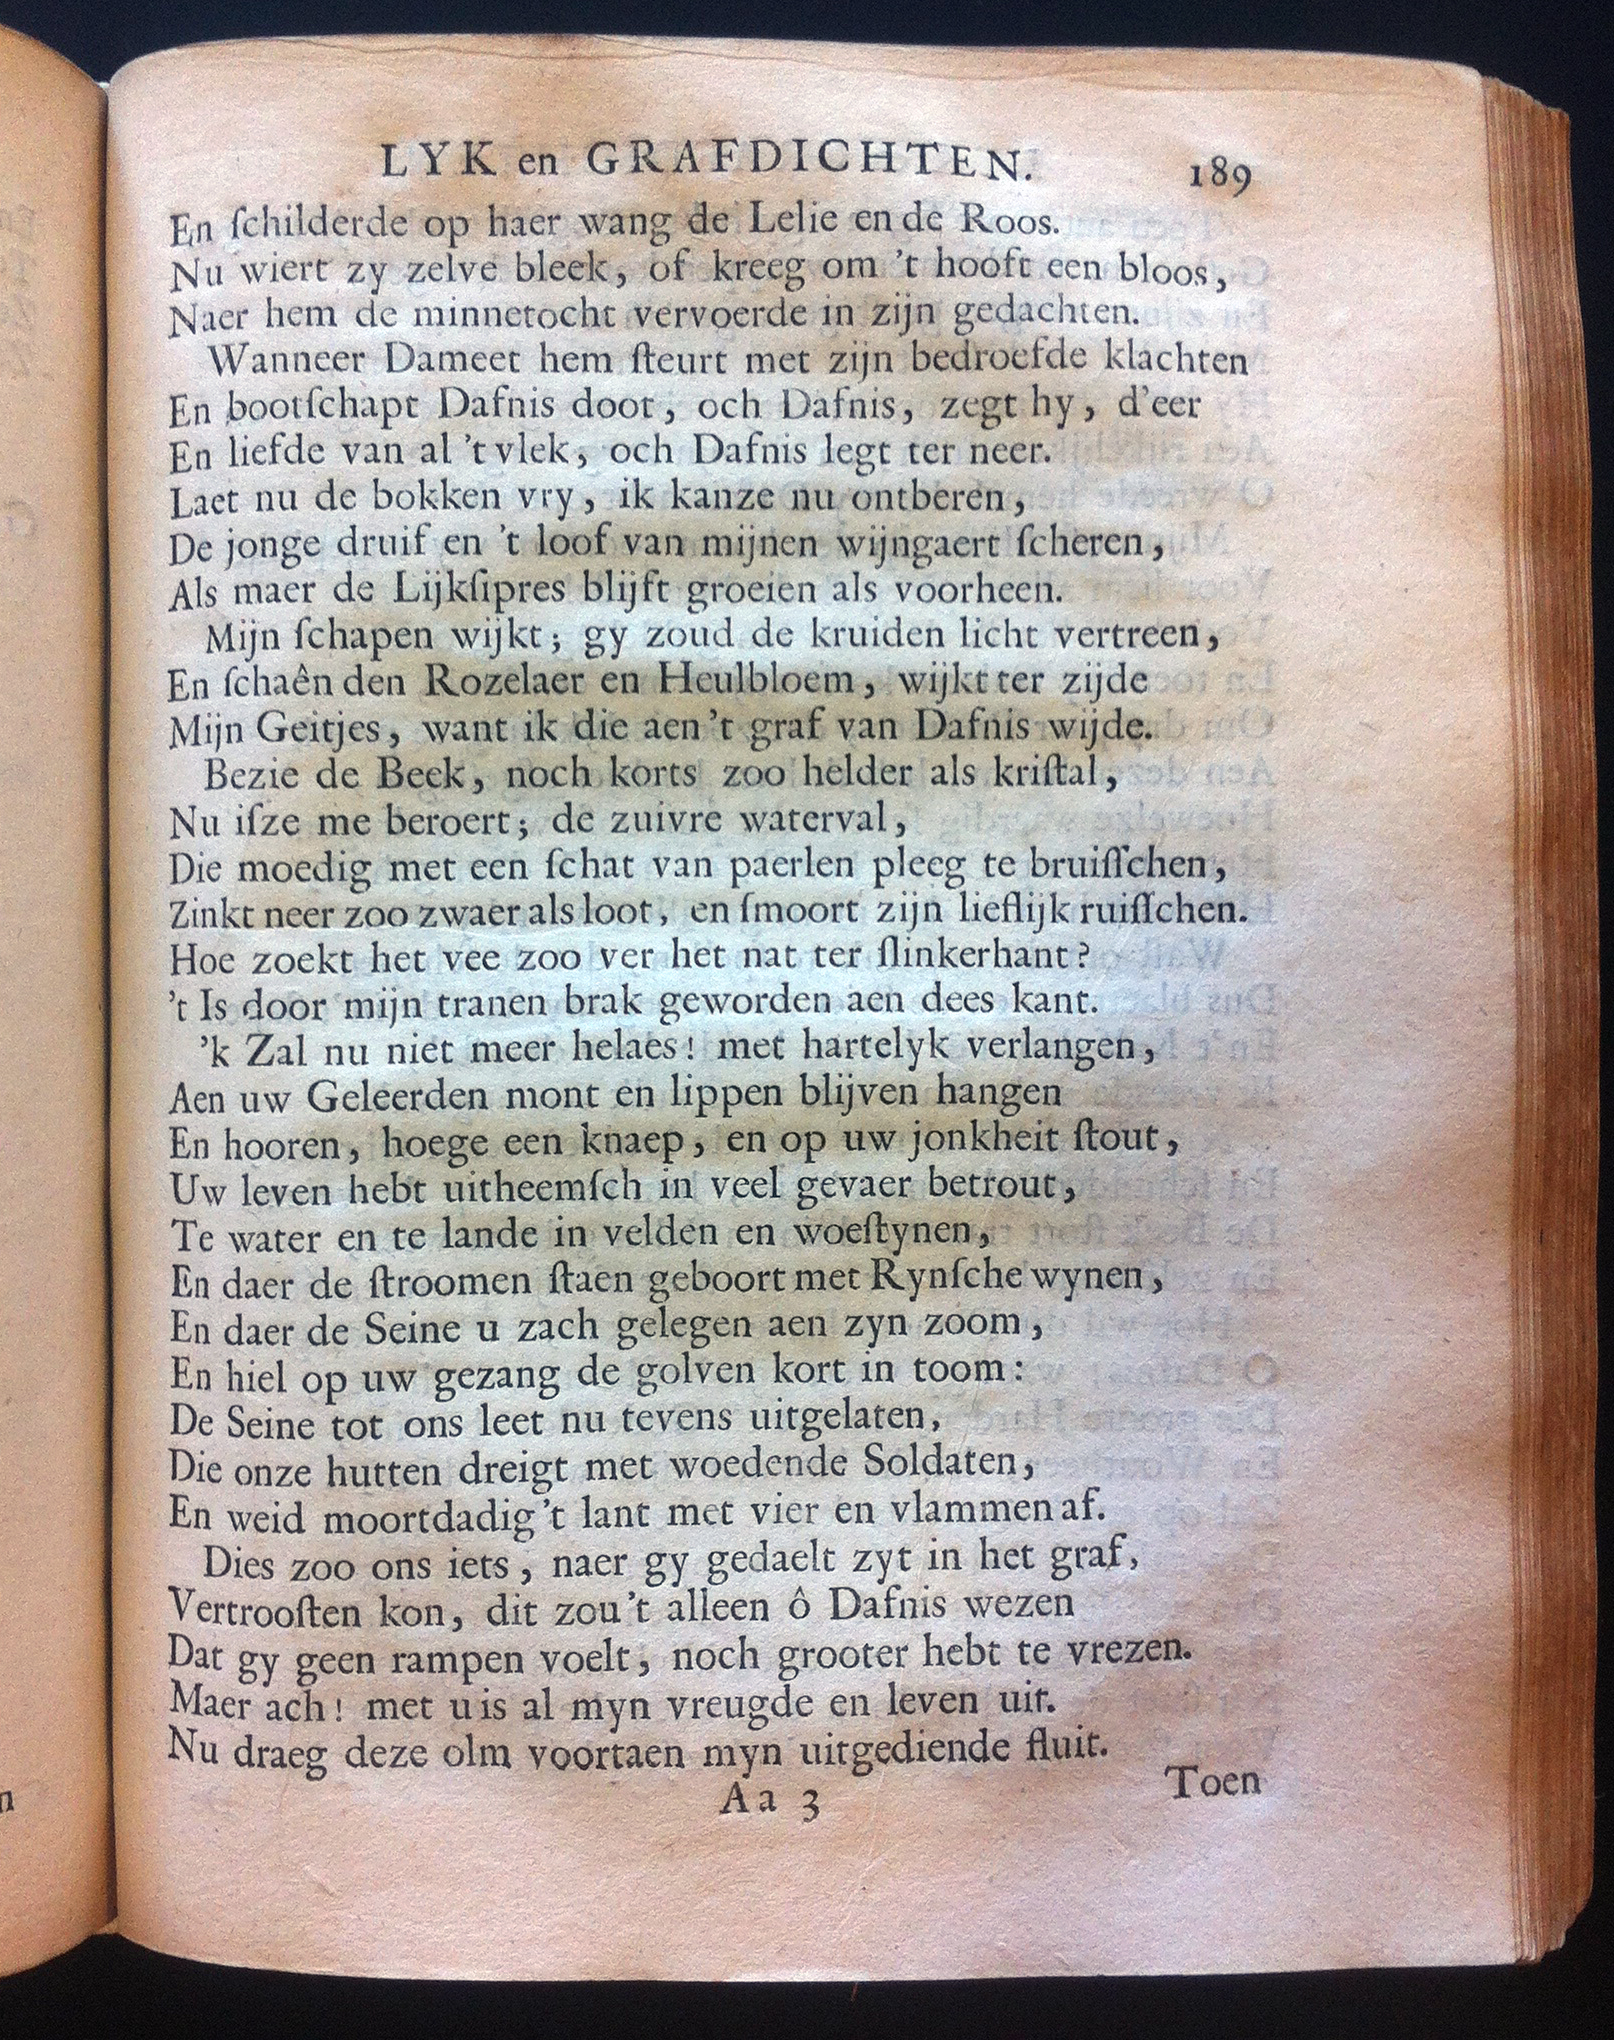 LYK en GRAFDICHTEN. 189
En ſchilderde op haer wang de Lelie en de Roos.
Nu wiert zy zelve bleek, of kreeg om 't hooft een bloos,
Naer hem de minnetocht vervoerde in zijn gedachten.
Wanneer Dameet hem ſteurt met zijn bedroefde klachten
En bootſchapt Dafnis doot, och Dafnis, zegt hy, d'eer
En liefde van al 't vlek, och Dafnis legt ter neer.
Laet nu de bokken vry, ik kanze nu ontberen,
De jonge druif en 't loof van mijnen wijngaert ſcheren,
Als maer de Lijkſipres blijft groeien als voorheen.
Mijn ſchapen wijkt; gy zoud de kruiden licht vertreen,
En ſchaên den Rozelaer en Heulbloem, wijkt ter zijde
Mijn Geitjes, want ik die aen 't graf van Dafnis wijde.
Bezie de Beek, noch korts zoo helder als kriſtal,
Nu iſze me beroert; de zuivre waterval,
Die moedig met een ſchat van paerlen pleeg te bruiſſchen,
Zinkt neer zoo zwaer als loot, en ſmoort zijn lieflijk ruiſſchen.
Hoe zoekt het vee zoo ver het nat ter ſlinkerhant?
't Is door mijn tranen brak geworden aen dees kant.
'k Zal nu niet meer helaes! met hartelyk verlangen,
Aen uw Geleerden mont en lippen blijven hangen
En hooren, hoege een knaep, en op uw jonkheit ſtout,
Uw leven hebt uitheemſch in veel gevaer betrout,
Te water en te lande in velden en woeſtynen,
En daer de ſtroomen ſtaen geboort met Rynſche wynen,
En daer de Seine u zach gelegen aen zyn zoom,
En hiel op uw gezang de golven kort in toom:
De Seine tot ons leet nu tevens uitgelaten,
Die onze hutten dreigt met woedende Soldaten,
En weid moortdadig 't lant met vier en vlammen af.
Dies zoo ons iets, naer gy gedaelt zyt in het graf,
Vertrooſten kon, dit zou 't alleen ô Dafnis wezen
Dat gy geen rampen voelt, noch grooter hebt te vrezen.
Maer ach! met u is al myn vreugde en leven uit.
Nu draeg deze olm voortaen myn uitgediende fluit.
Aa 3 Toen